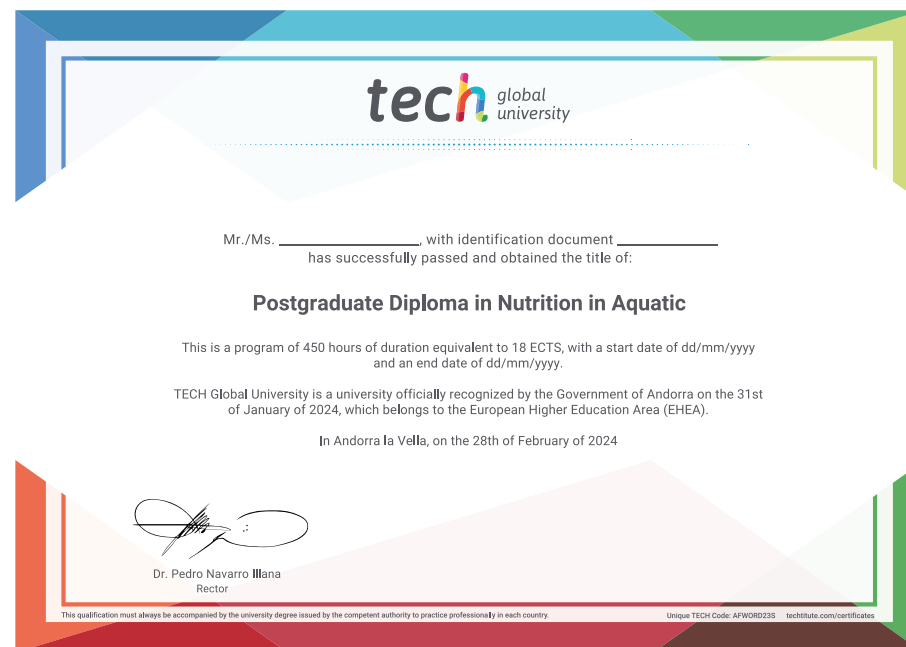 tech global
university
Mr./Ms. ____________________, with identification document ______________
has successfully passed and obtained the title of:
Postgraduate Diploma in Nutrition in Aquatic
This is a program of 450 hours of duration equivalent to 18 ECTS, with a start date of dd/mm/yyyy
and an end date of dd/mm/yyyy.
TECH Global University is a university officially recognized by the Government of Andorra on the 31st
of January of 2024, which belongs to the European Higher Education Area (EHEA).
In Andorra la Vella, on the 28th of February of 2024
Dr. Pedro Navarro Illana
Rector
This qualification must always be accompanied by the university degree issued by the competent authority to practice professionally in each country.
Unique TECH Code: AFWORD23S techtitute.com/certificates